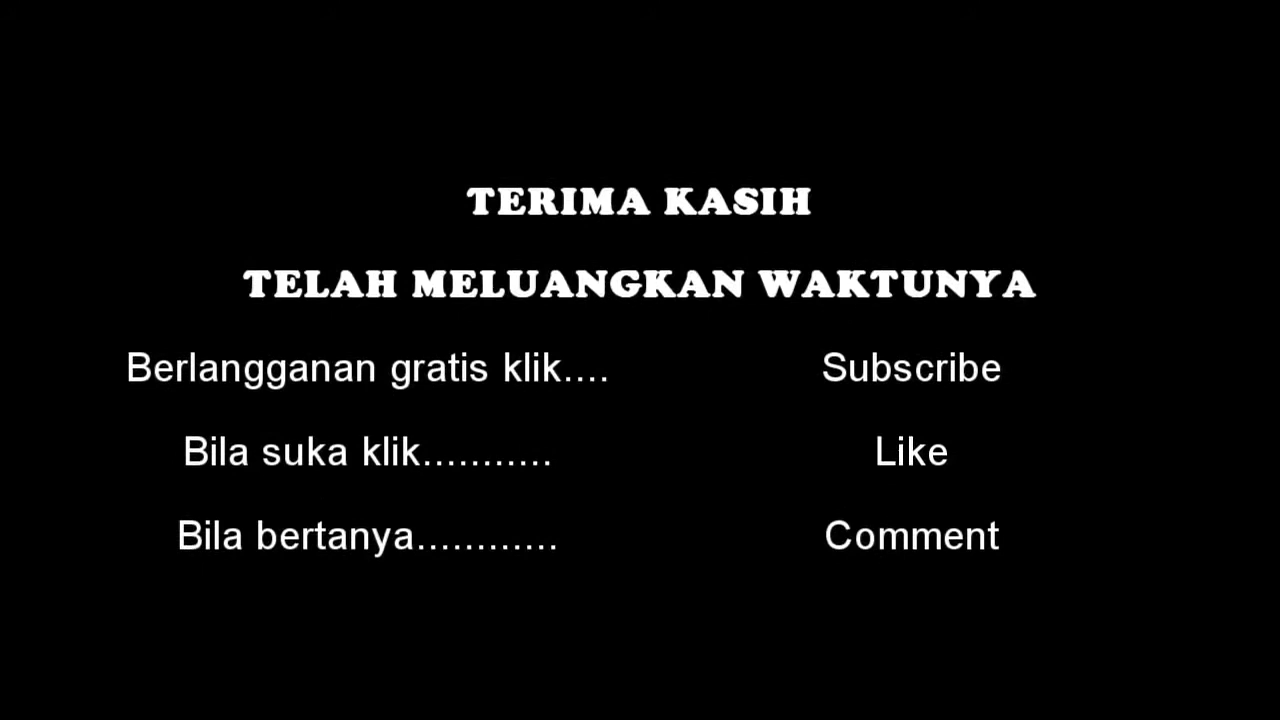 TERIMA KASIH
TELAH MELUANGKAN WAKTUNYA
Berlangganan gratis klik.... Subscribe
Bila suka klik........... Like
Bila bertanya............ Comment